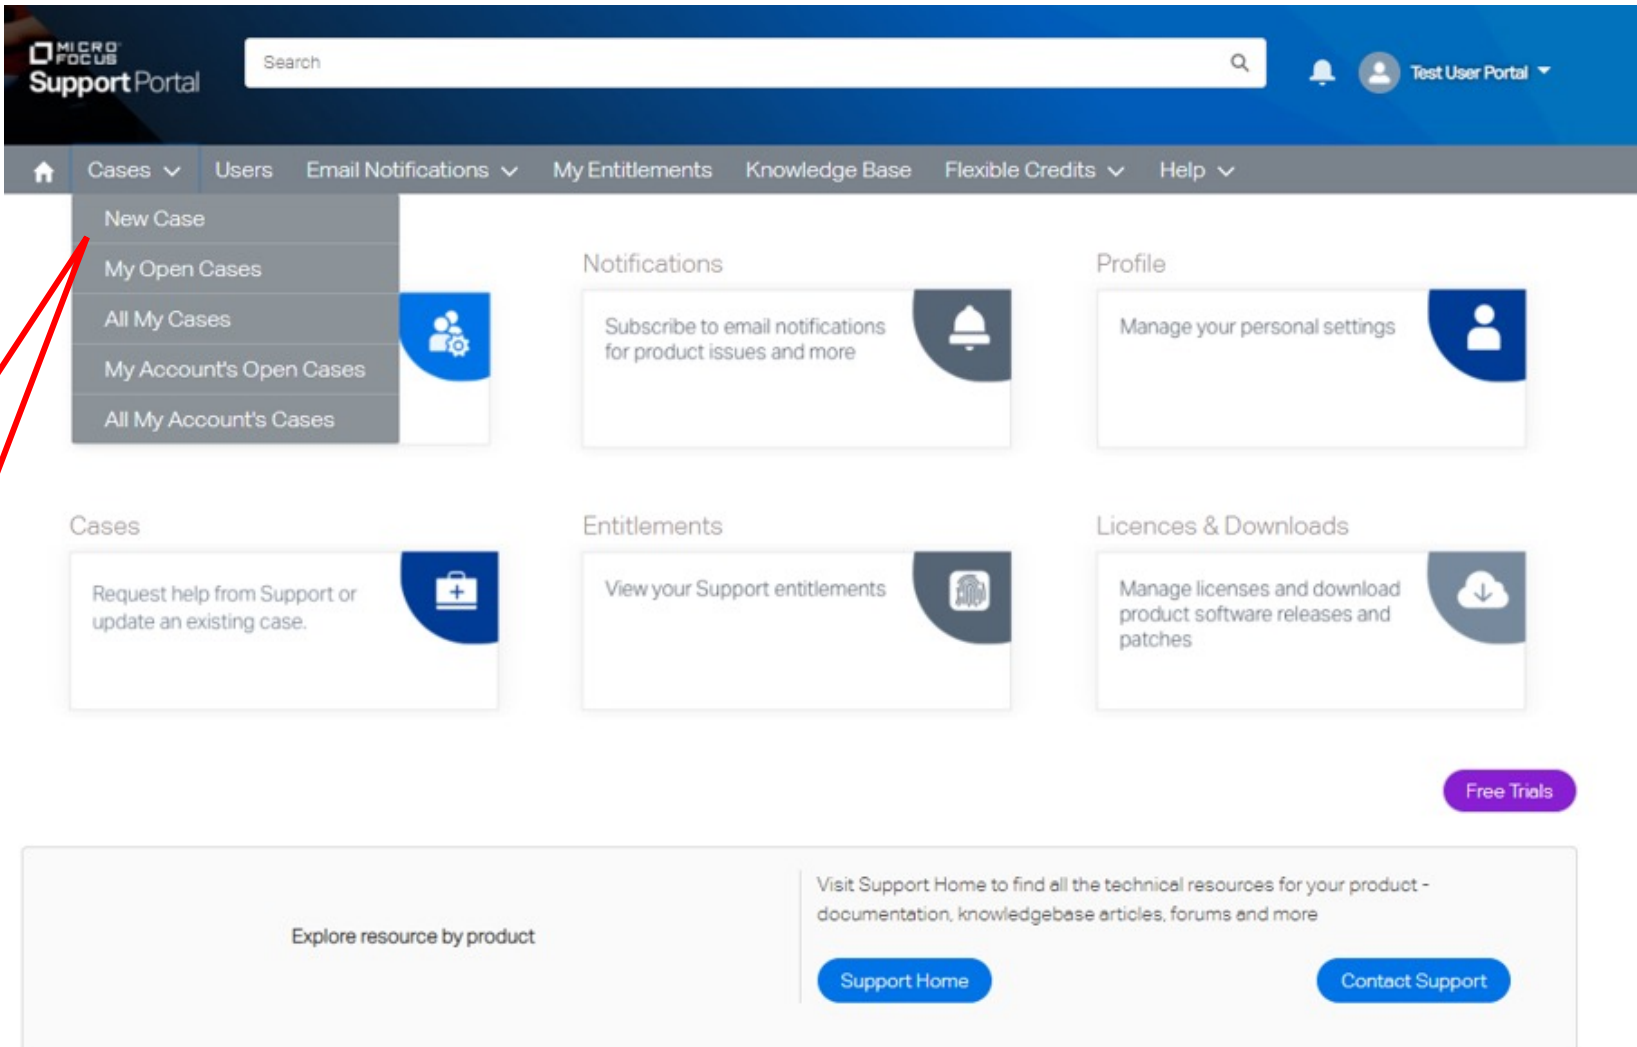 MICRO
FOCUS
Support Portal
Search
Test User Portal
Cases
Users
Email Notifications
My Entitlements
Knowledge Base
Flexible Credits
Help
New Case
My Open Cases
All My Cases
My Account's Open Cases
All My Account's Cases
Notifications
Subscribe to email notifications
for product issues and more
Profile
Manage your personal settings
Cases
Request help from Support or
update an existing case.
Entitlements
View your Support entitlements
Licences & Downloads
Manage licenses and download
product software releases and
patches
Free Trials
Explore resource by product
Visit Support Home to find all the technical resources for your product -
documentation, knowledgebase articles, forums and more
Support Home
Contact Support